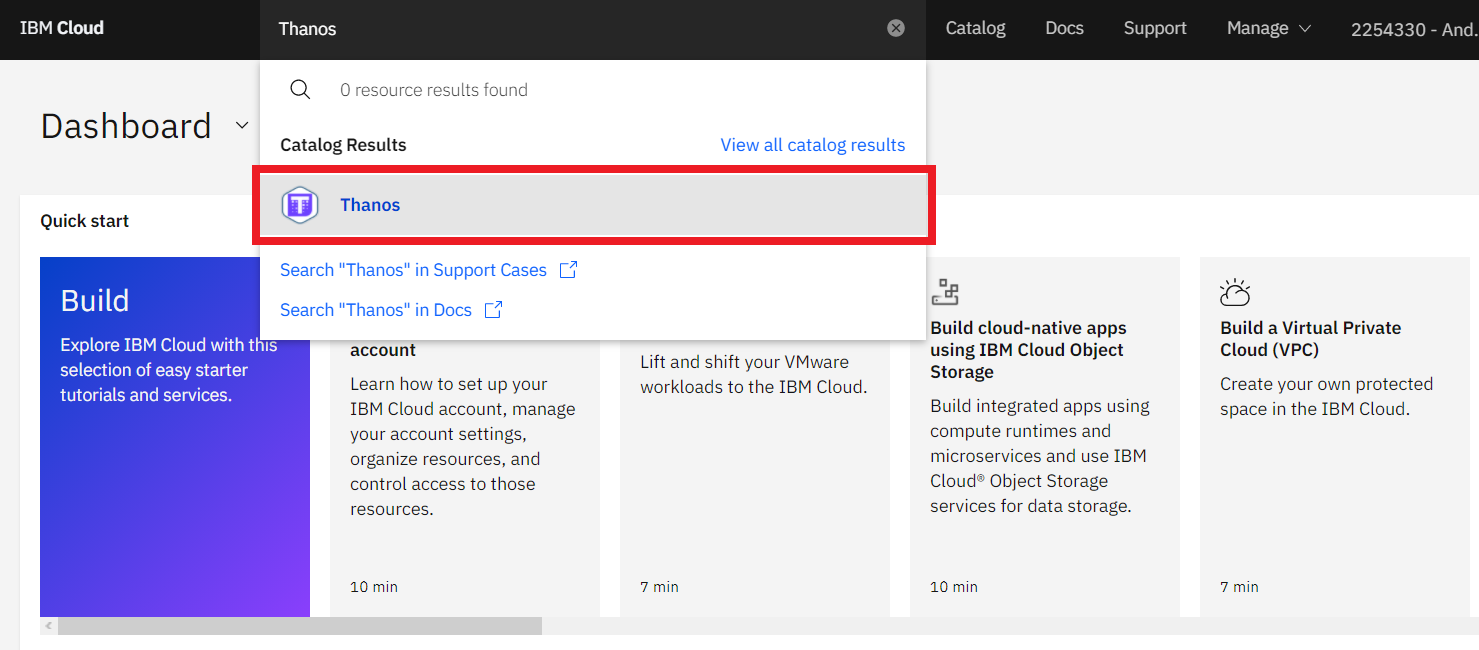 IBM Cloud
Thanos
Catalog
Docs
Support
Manage
2254330 - And.
0 resource results found
Dashboard
Catalog Results
View all catalog results
Thanos
Search "Thanos" in Support Cases
Search "Thanos" in Docs
Quick start
Build
Explore IBM Cloud with this
selection of easy starter
tutorials and services.
account
Learn how to set up your
IBM Cloud account, manage
your account settings,
organize resources, and
control access to those
resources.
10 min
Lift and shift your VMware
workloads to the IBM Cloud.
7 min
Build cloud-native apps
using IBM Cloud Object
Storage
Build integrated apps using
compute runtimes and
microservices and use IBM
Cloud® Object Storage
services for data storage.
10 min
Build a Virtual Private
Cloud (VPC)
Create your own protected
space in the IBM Cloud.
7 min